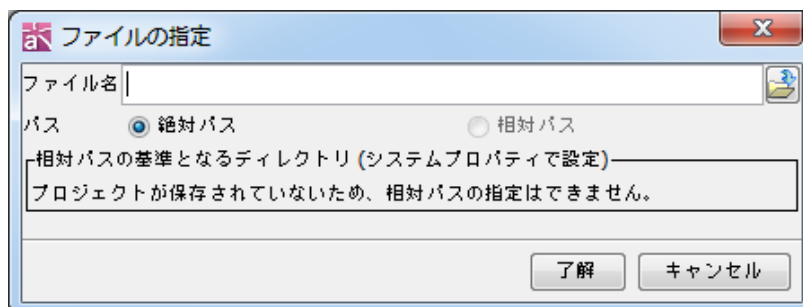 ファイルの指定
ファイル名
パス 絶対パス 相対パス
相対パスの基準となるディレクトリ (システムプロパティで設定)
プロジェクトが保存されていないため、相対パスの指定はできません。
了解 キャンセル